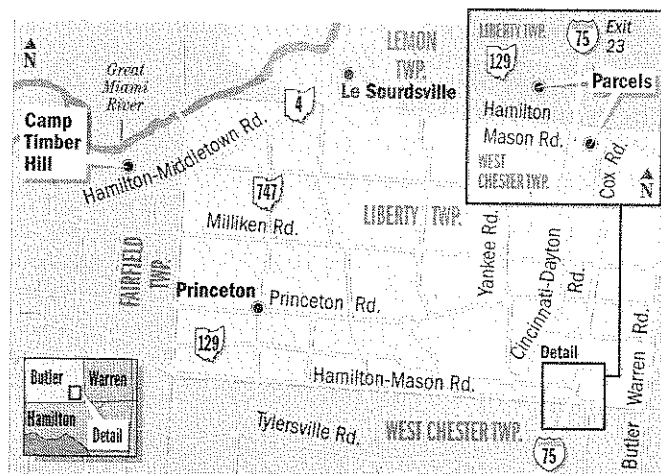 N
Great
Miami
River
Camp
Timber
Hill
Hamilton-Middletown Rd.
4
LEMON
TWP.
Le Sourdsville
747
Milliken Rd.
LIBERTY TWP.
FAIRFIELD
TWP.
Princeton
Princeton Rd.
129
Yankee Rd.
Cincinnati-Dayton
Rd.
Hamilton-Mason Rd.
Tylersville Rd.
WEST CHESTER TWP.
75
Butler Warren Rd.
Detail
LIBERTY TWP.
129
75
Exit
23
Parcels
Hamilton
Mason Rd.
WEST
CHESTER TWP.
Cox Rd.
N
Butler
Warren
Hamilton
Detail